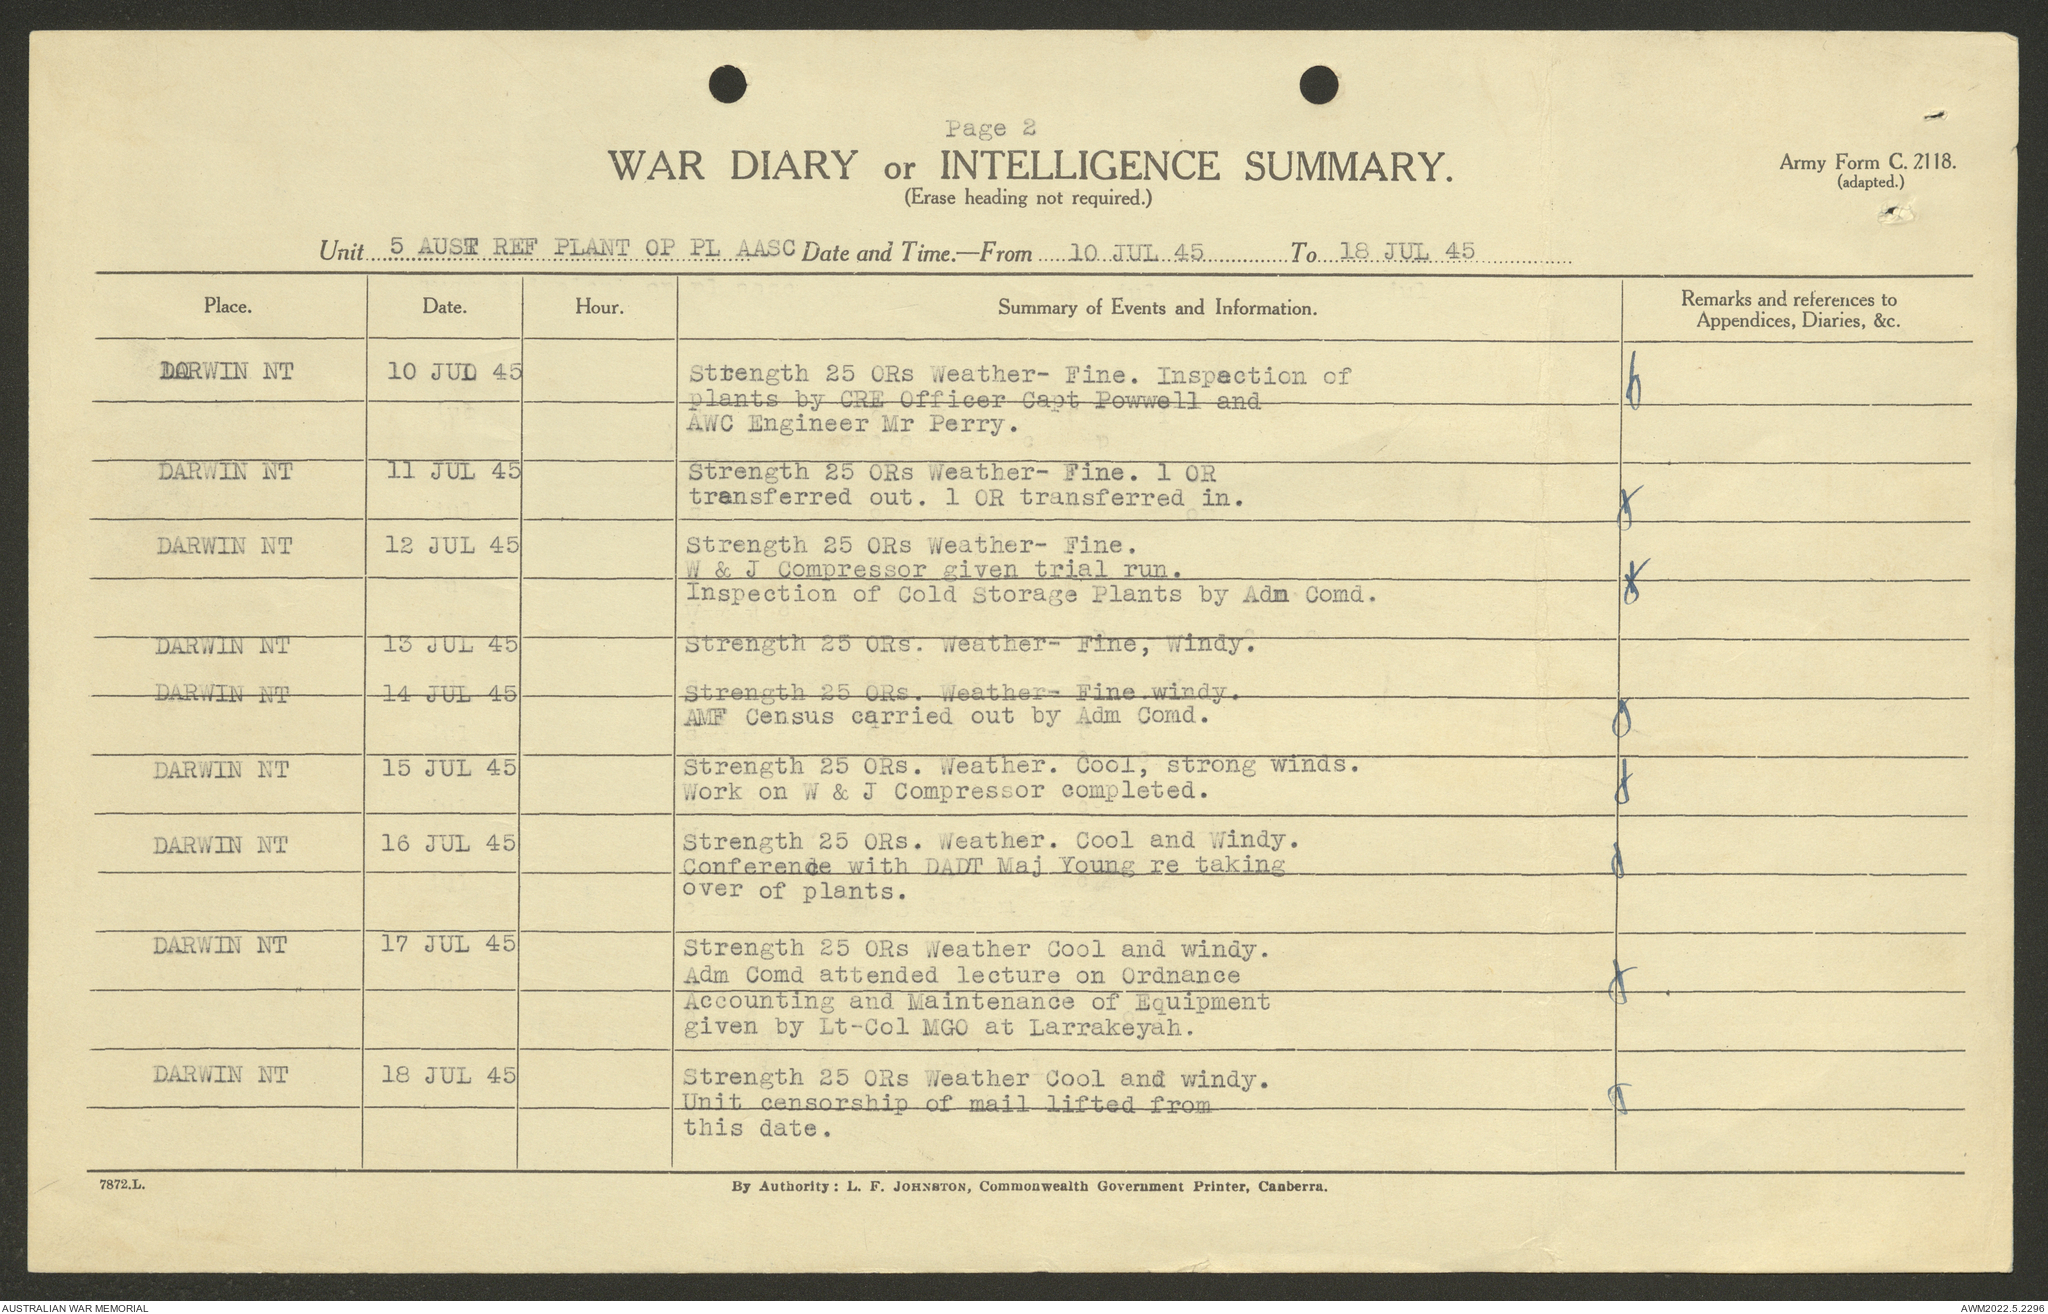 Page 2
WAR DIARY or INTELLIGENCE SUMMARY.
(Erase heading not required.)
Army Form C. 2118.
(adapted.)
Unit 5 AUST REF PLANT OP PL AASC Date and Time.—From 10 JUL 45 To 18 JUL 45
Place. Date. Hour. Summary of Events and Information. Remarks and references to
Appendices, Diaries, &c.
DARWIN NT 10 JUL 45 Strength 25 ORs Weather- Fine. Inspection of
plants by CRE Officer Capt Powwell and
AWC Engineer Mr Perry.
DARWIN NT 11 JUL 45 Strength 25 ORs Weather- Fine. 1 OR
transferred out. 1 OR transferred in.
DARWIN NT 12 JUL 45 Strength 25 ORs Weather- Fine.
W & J Compressor given trial run.
Inspection of Cold Storage Plants by Adm Comd.
DARWIN NT 13 JUL 45 Strength 25 ORs. Weather- Fine, Windy.
DARWIN NT 14 JUL 45 Strength 25 ORs. Weather- Fine windy.
AMF Census carried out by Adm Comd.
DARWIN NT 15 JUL 45 Strength 25 ORs. Weather. Cool, strong winds.
Work on W & J Compressor completed.
DARWIN NT 16 JUL 45 Strength 25 ORs. Weather. Cool and Windy.
Conference with DADT Maj Young re taking
over of plants.
DARWIN NT 17 JUL 45 Strength 25 ORs Weather Cool and windy.
Adm Comd attended lecture on Ordnance
Accounting and Maintenance of Equipment
given by Lt-Col MGO at Larrakeyah.
DARWIN NT 18 JUL 45 Strength 25 ORs Weather Cool and windy.
Unit censorship of mail lifted from
this date.
7872.L. By Authority: L. F. JOHNSTON, Commonwealth Government Printer, Canberra.
AUSTRALIAN WAR MEMORIAL AWM2022.5.2296